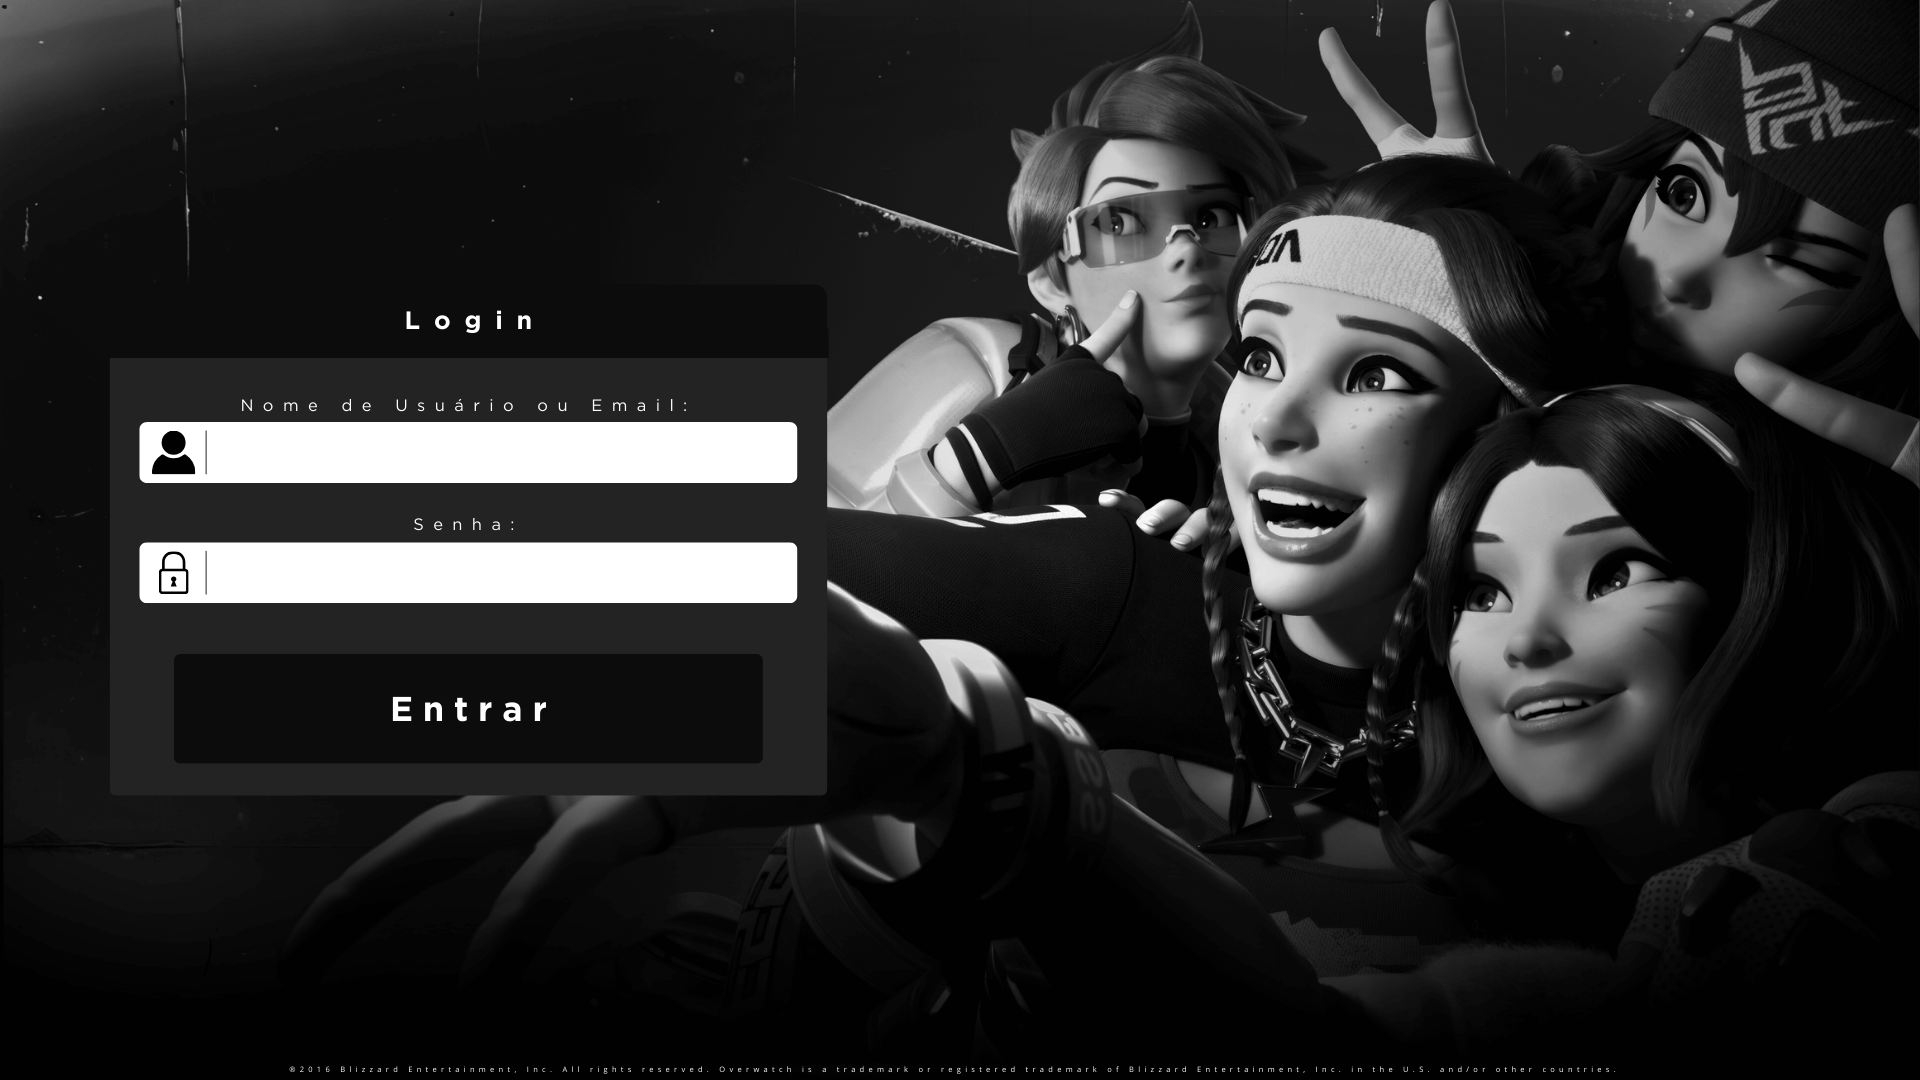 Login
Nome de Usuário ou Email:
Senha:
Entrar
©2016 Blizzard Entertainment, Inc. All rights reserved. Overwatch is a trademark or registered trademark of Blizzard Entertainment, Inc. in the U.S. and/or other countries.